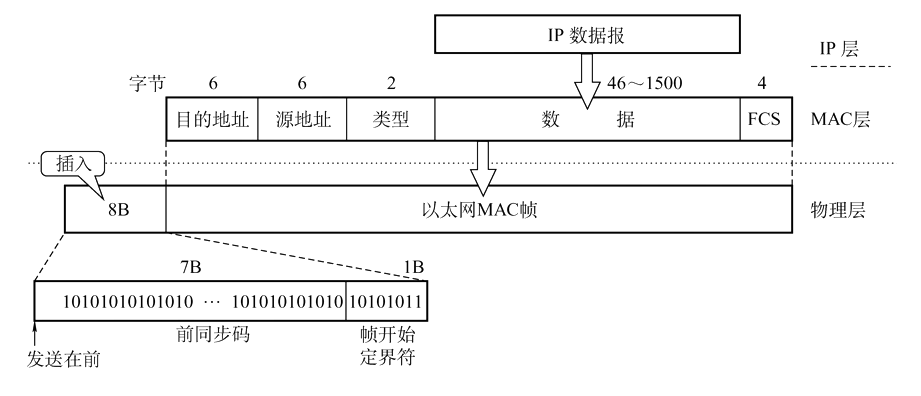 IP 数据报
IP 层
字节 6 6 2 46～1500 4
目的地址 源地址 类型 数 据 FCS MAC层
插入
8B 以太网MAC帧 物理层
7B 1B
10101010101010 … 101010101010 10101011
前同步码 帧开始
定界符
发送在前